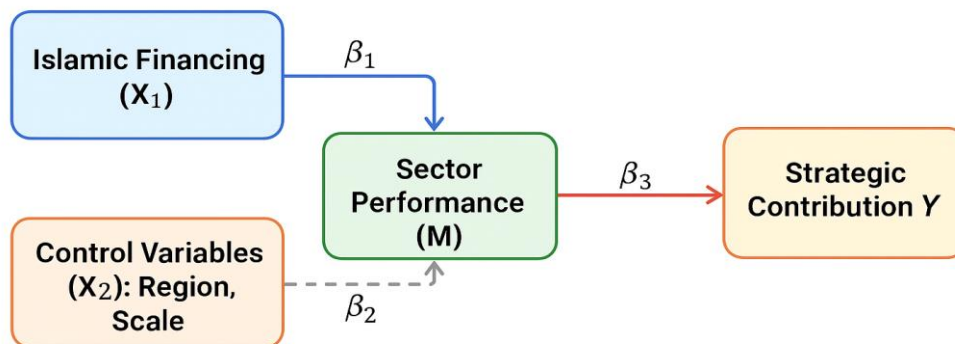 Islamic Financing
(X₁)
β₁
Sector
Performance
(M)
β₃
Strategic
Contribution Y
Control Variables
(X₂): Region,
Scale
β₂